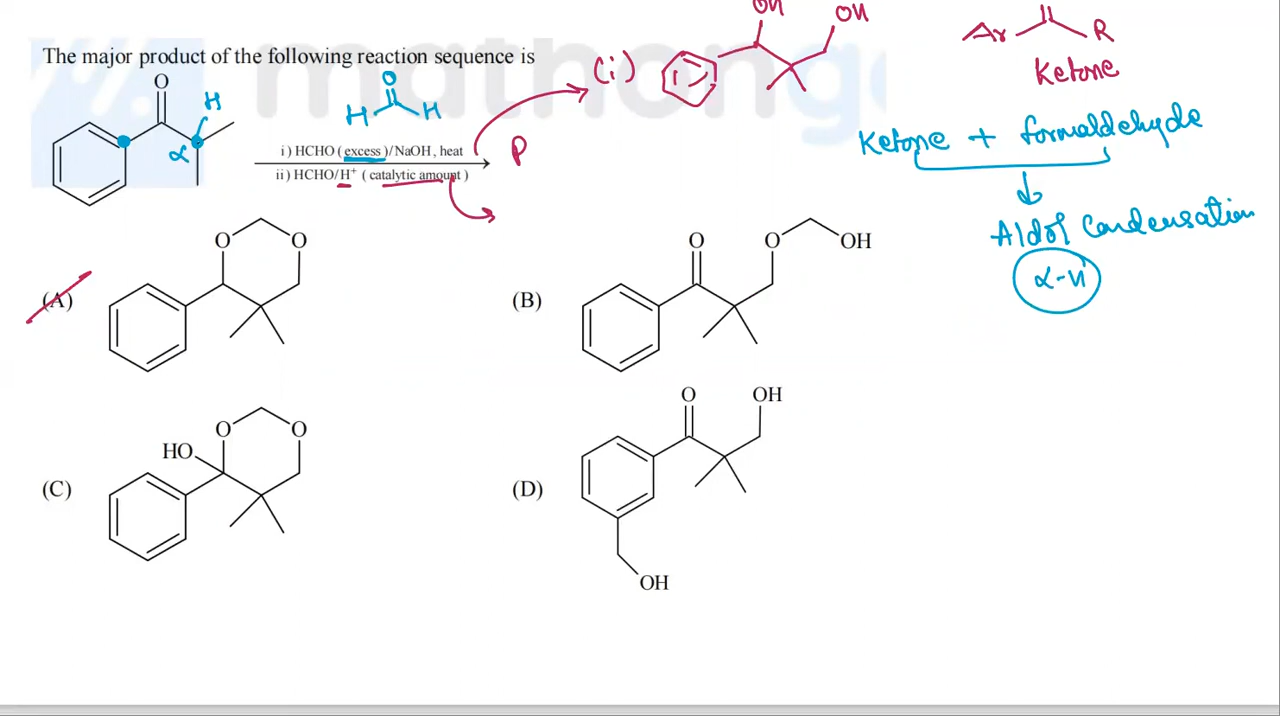 The major product of the following reaction sequence is
O
H
α
O
H H
i) HCHO ( excess )/NaOH , heat
ii) HCHO/H⁺ ( catalytic amount )
P
(i)
OH
OH
Ar R
Ketone
Ketone + formaldehyde
Aldol Condensation
α-H
(A)
O O
(B)
O O OH
(C)
HO O O
(D)
O OH
OH
mathongo